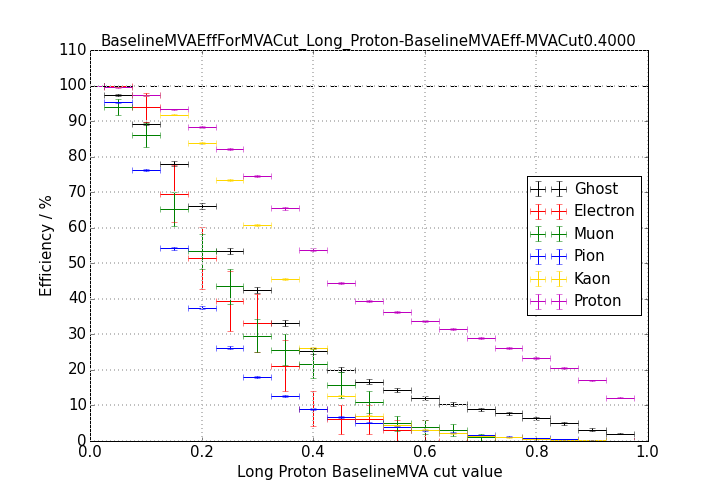 BaselineMVAEffForMVACut_Long_Proton-BaselineMVAEff-MVACut0.4000
110
100
90
80
70
60
50
40
30
20
10
0
Efficiency / %
Ghost
Electron
Muon
Pion
Kaon
Proton
0.0 0.2 0.4 0.6 0.8 1.0
Long Proton BaselineMVA cut value